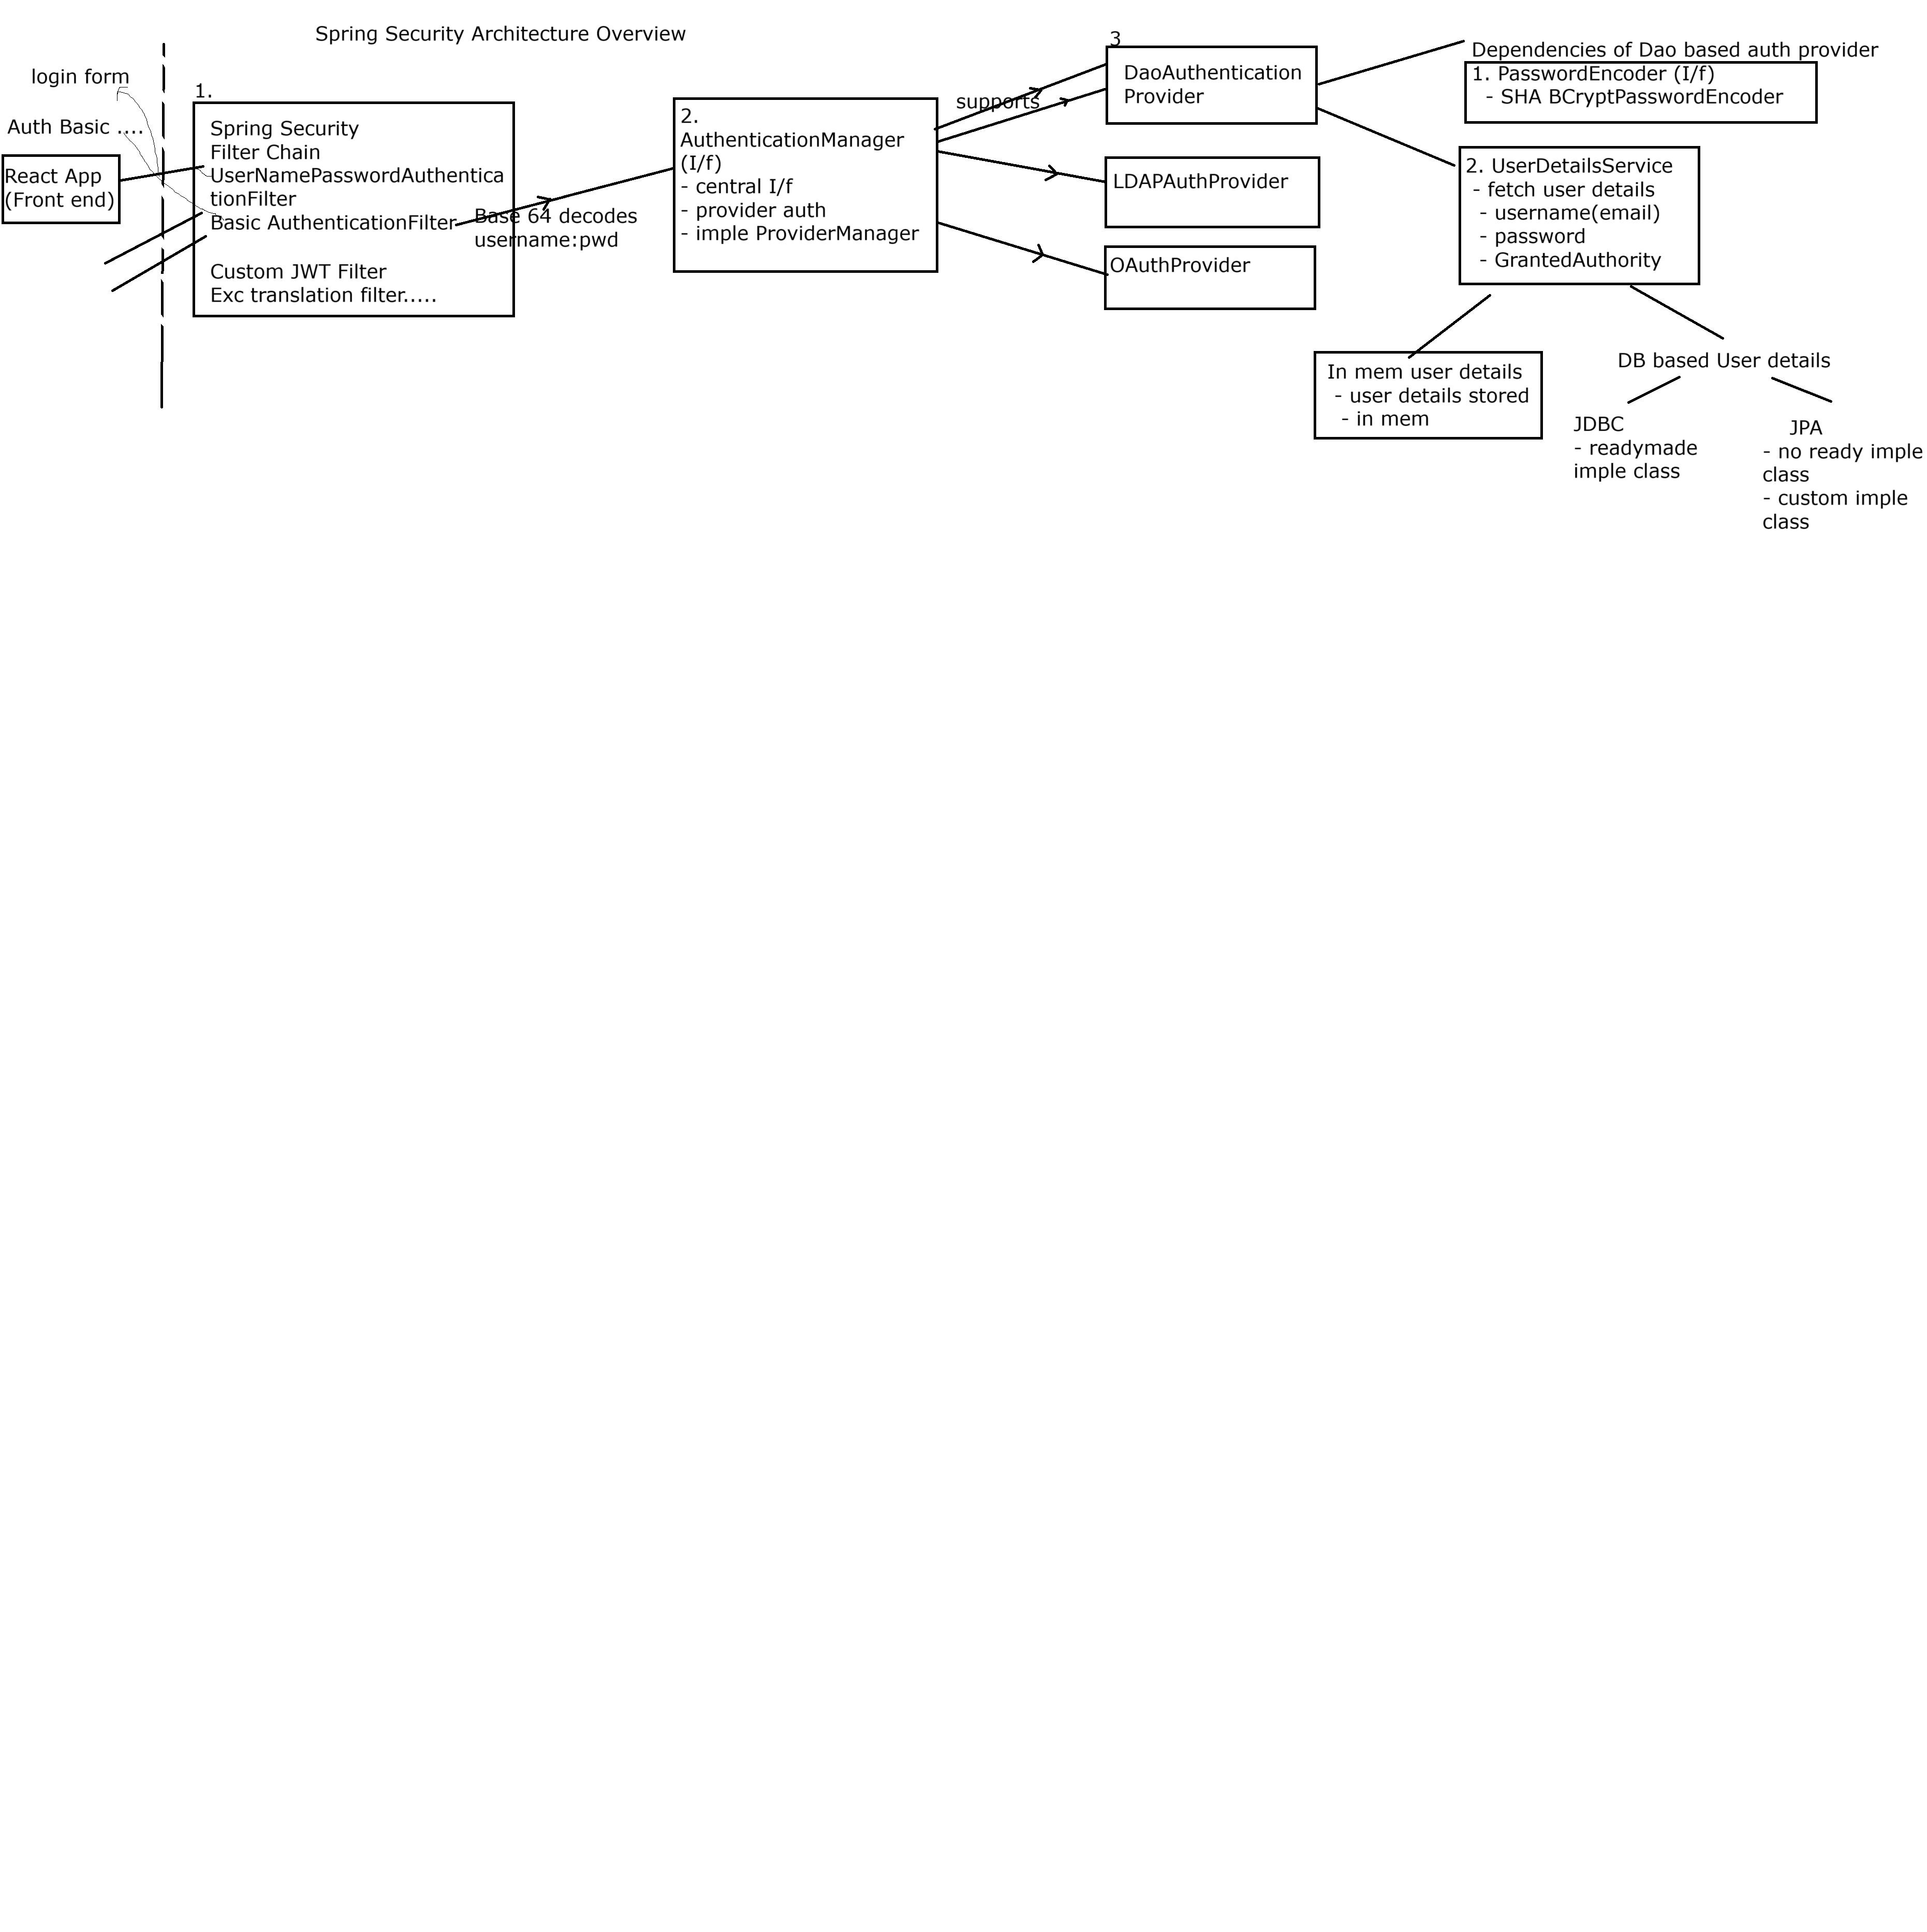 Spring Security Architecture Overview
login form
Auth Basic ....
React App
(Front end)
1.
Spring Security
Filter Chain
UserNamePasswordAuthentica
tionFilter
Basic AuthenticationFilter
Custom JWT Filter
Exc translation filter.....
Base 64 decodes
username:pwd
2.
AuthenticationManager
(I/f)
- central I/f
- provider auth
- imple ProviderManager
supports
3
DaoAuthentication
Provider
LDAPAuthProvider
OAuthProvider
Dependencies of Dao based auth provider
1. PasswordEncoder (I/f)
- SHA BCryptPasswordEncoder
2. UserDetailsService
- fetch user details
- username(email)
- password
- GrantedAuthority
In mem user details
- user details stored
- in mem
DB based User details
JDBC
- readymade
imple class
JPA
- no ready imple
class
- custom imple
class